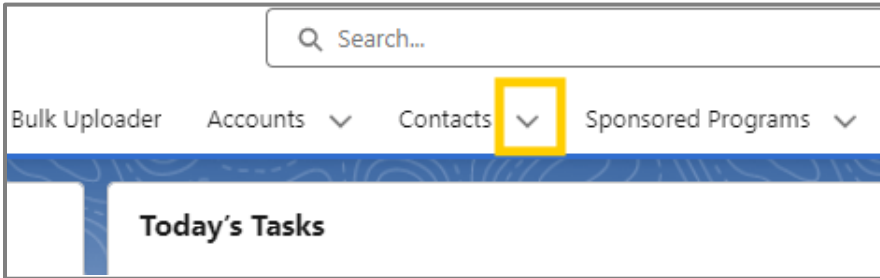 Search...
Bulk Uploader Accounts Contacts Sponsored Programs
Today's Tasks